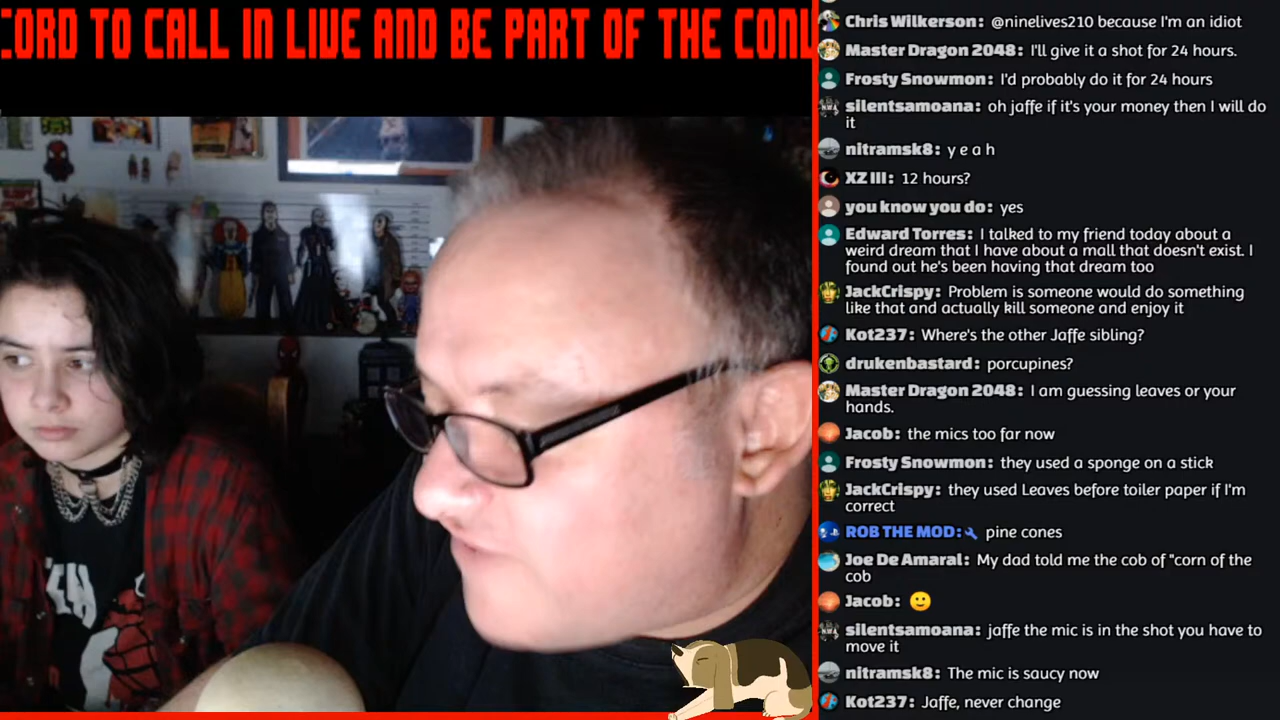 CORD TO CALL IN LIVE AND BE PART OF THE CONV
Chris Wilkerson: @ninelives210 because I'm an idiot
Master Dragon 2048: I'll give it a shot for 24 hours.
Frosty Snowmon: I'd probably do it for 24 hours
silentsamoana: oh jaffe if it's your money then I will do
it
nitramsk8: y e a h
XZ III: 12 hours?
you know you do: yes
Edward Torres: I talked to my friend today about a
weird dream that I have about a mall that doesn't exist. I
found out he's been having that dream too
JackCrispy: Problem is someone would do something
like that and actually kill someone and enjoy it
Kot237: Where's the other Jaffe sibling?
drukenbastard: porcupines?
Master Dragon 2048: I am guessing leaves or your
hands.
Jacob: the mics too far now
Frosty Snowmon: they used a sponge on a stick
JackCrispy: they used Leaves before toiler paper if I'm
correct
ROB THE MOD: pine cones
Joe De Amaral: My dad told me the cob of "corn of the
cob
Jacob: 🙂
silentsamoana: jaffe the mic is in the shot you have to
move it
nitramsk8: The mic is saucy now
Kot237: Jaffe, never change